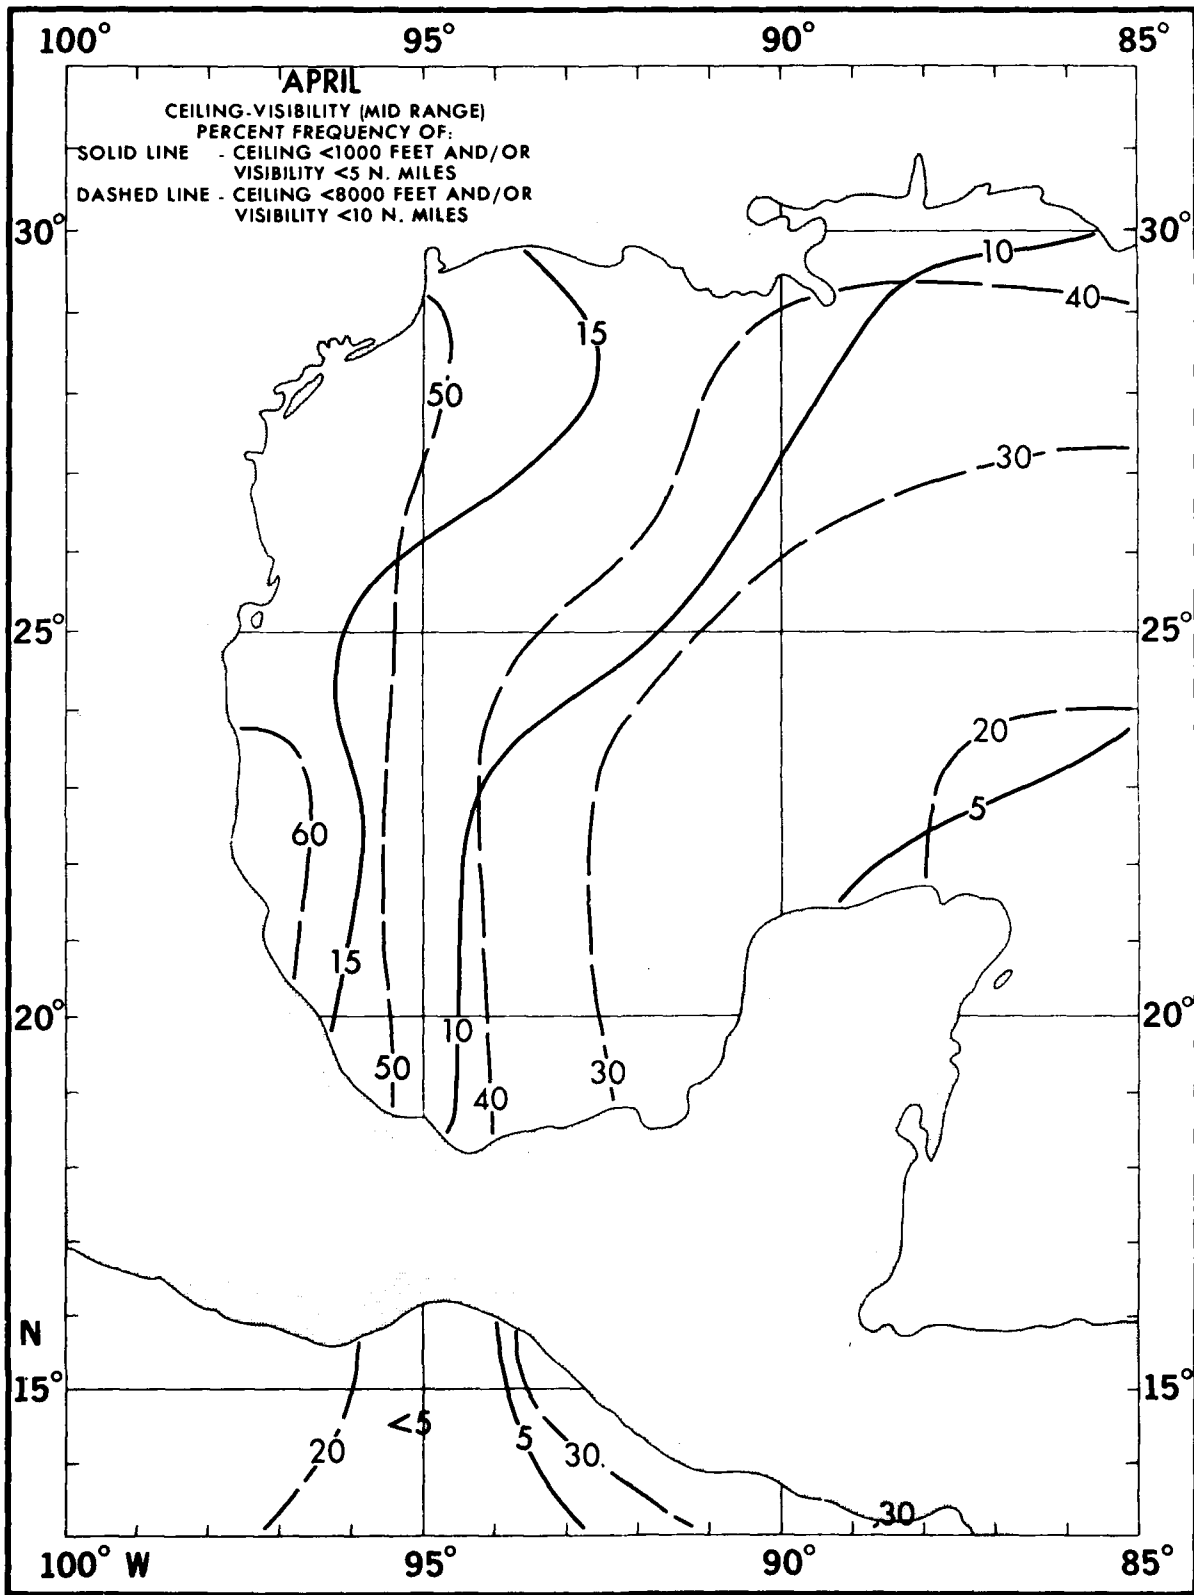 100° 95° 90° 85°
APRIL
CEILING-VISIBILITY (MID RANGE)
PERCENT FREQUENCY OF:
SOLID LINE - CEILING <1000 FEET AND/OR
VISIBILITY <5 N. MILES
DASHED LINE - CEILING <8000 FEET AND/OR
VISIBILITY <10 N. MILES
30° 30°
10
40
15
50
30
25° 25°
20
5
60
15
20° 20°
10
50 30
40
N
15° 15°
<5
20 5 30
30
100° W 95° 90° 85°